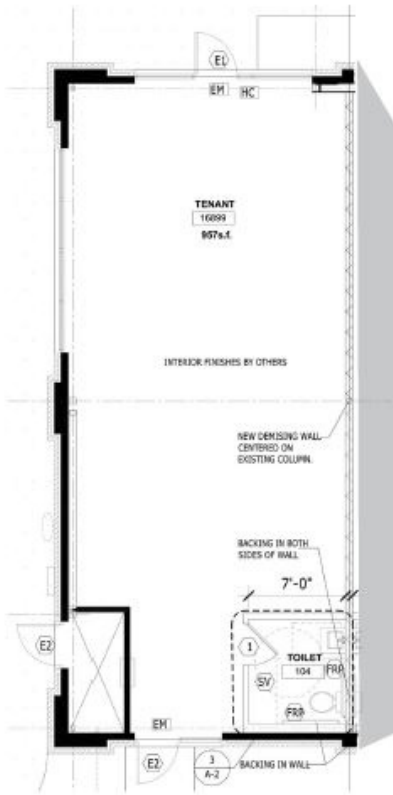 E1
EM
HC
TENANT
16899
957s.f.
INTERIOR FINISHES BY OTHERS
NEW DEMISING WALL
CENTERED ON
EXISTING COLUMN.
BACKING IN BOTH
SIDES OF WALL
7'-0"
E2
1
TOILET
104
FRP
SV
FRP
EM
E2
3
A-2
BACKING IN WALL